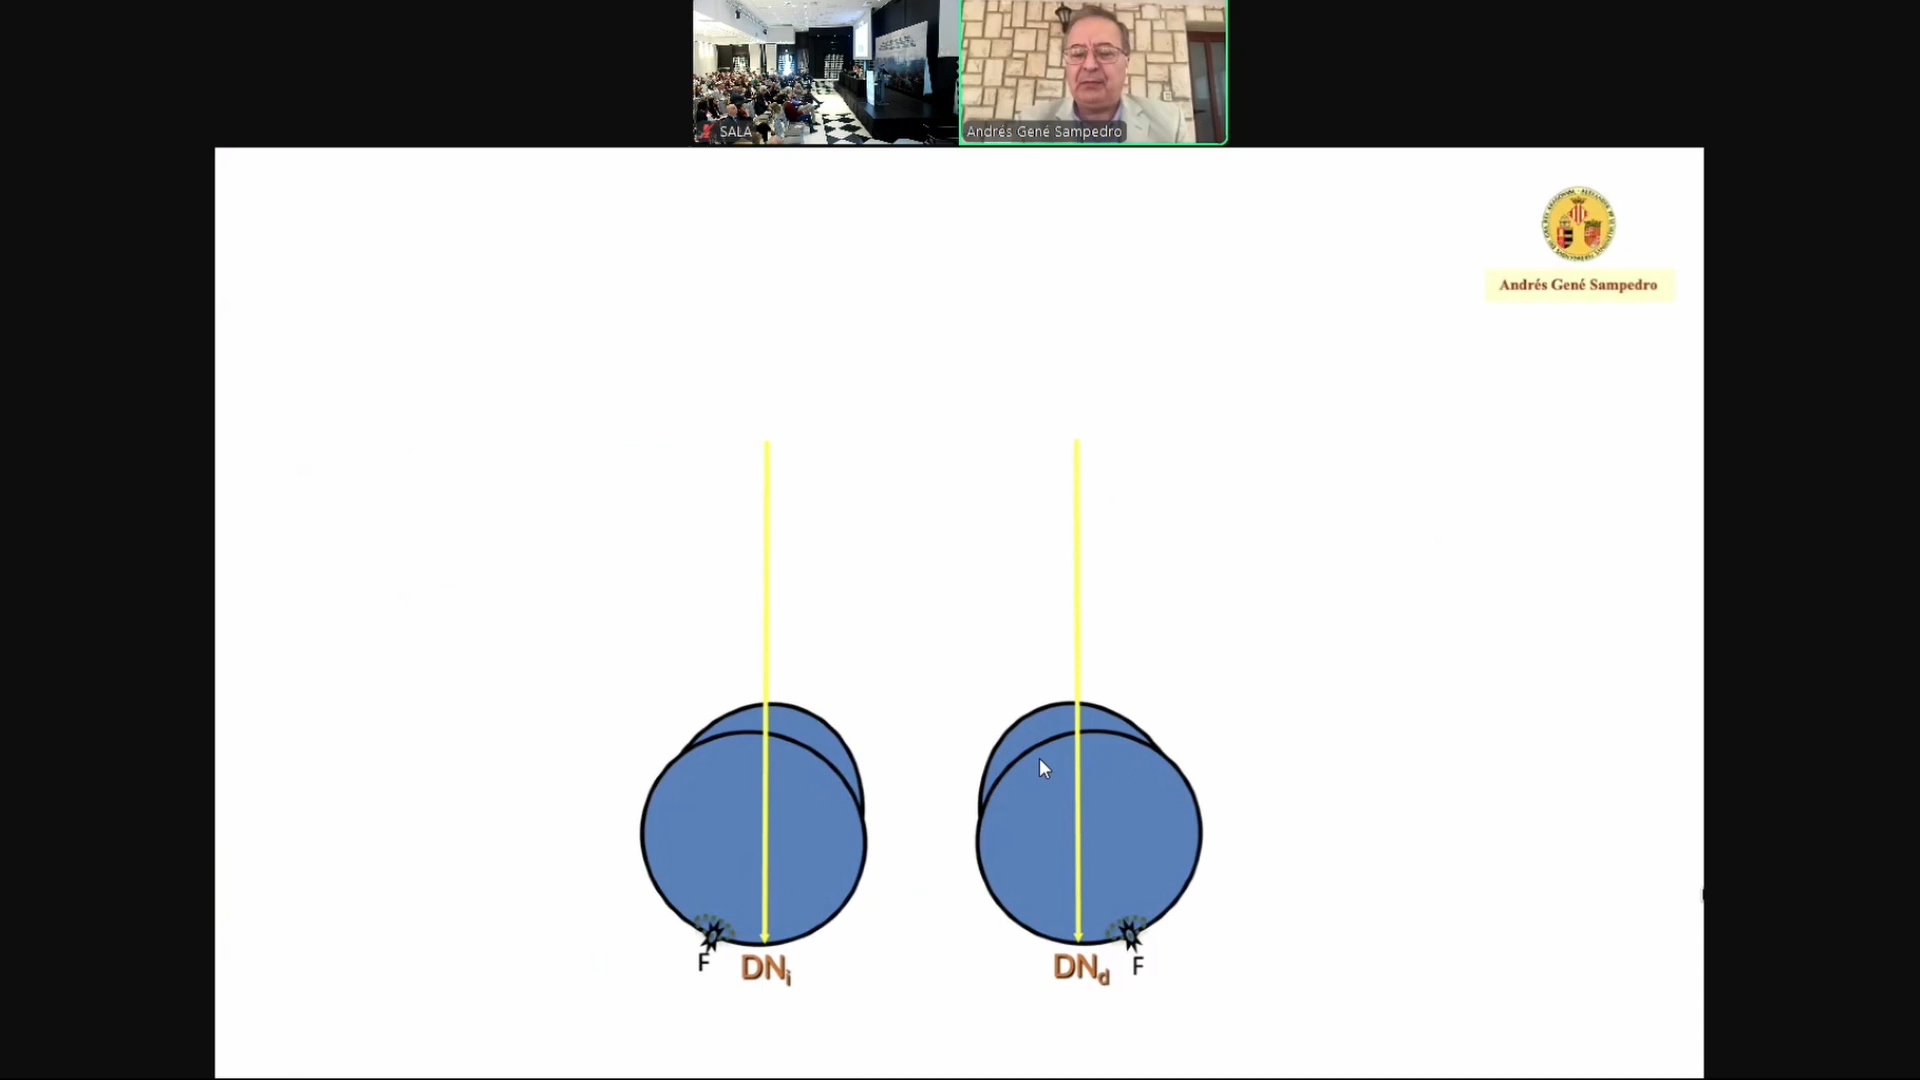 SALA
Andrés Gené Sampedro
Andrés Gené Sampedro
F
DNi
DNd
F